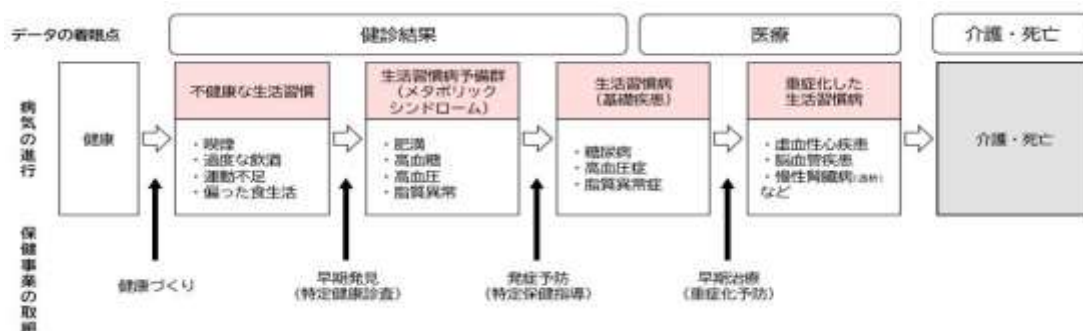 データの着眼点
健診結果
医療
介護・死亡
病気の進行
健康
不健康な生活習慣
・喫煙
・過度な飲酒
・運動不足
・偏った食生活
生活習慣病予備群
(メタボリック
シンドローム)
・肥満
・高血糖
・高血圧
・脂質異常
生活習慣病
(基礎疾患)
・糖尿病
・高血圧症
・脂質異常症
重症化した
生活習慣病
・虚血性心疾患
・脳血管疾患
・慢性腎臓病(透析)
など
介護・死亡
保健事業の取組
健康づくり
早期発見
(特定健康診査)
発症予防
(特定保健指導)
早期治療
(重症化予防)